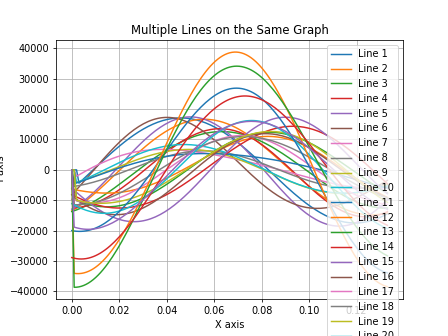 Multiple Lines on the Same Graph
40000
30000
20000
10000
0
−10000
−20000
−30000
−40000
0.00 0.02 0.04 0.06 0.08 0.10
X axis
axis
Line 1
Line 2
Line 3
Line 4
Line 5
Line 6
Line 7
Line 8
Line 9
Line 10
Line 11
Line 12
Line 13
Line 14
Line 15
Line 16
Line 17
Line 18
Line 19
Line 20